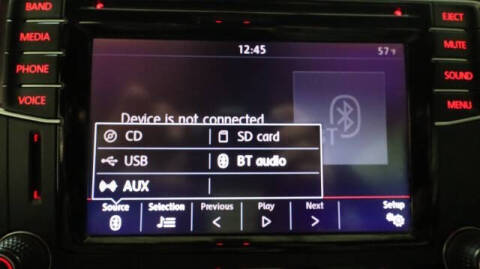 BAND
MEDIA
PHONE
VOICE
EJECT
MUTE
SOUND
MENU
12:45
57°F
Device is not connected
CD
SD card
USB
BT audio
AUX
Source
Selection
Previous
Play
Next
Setup